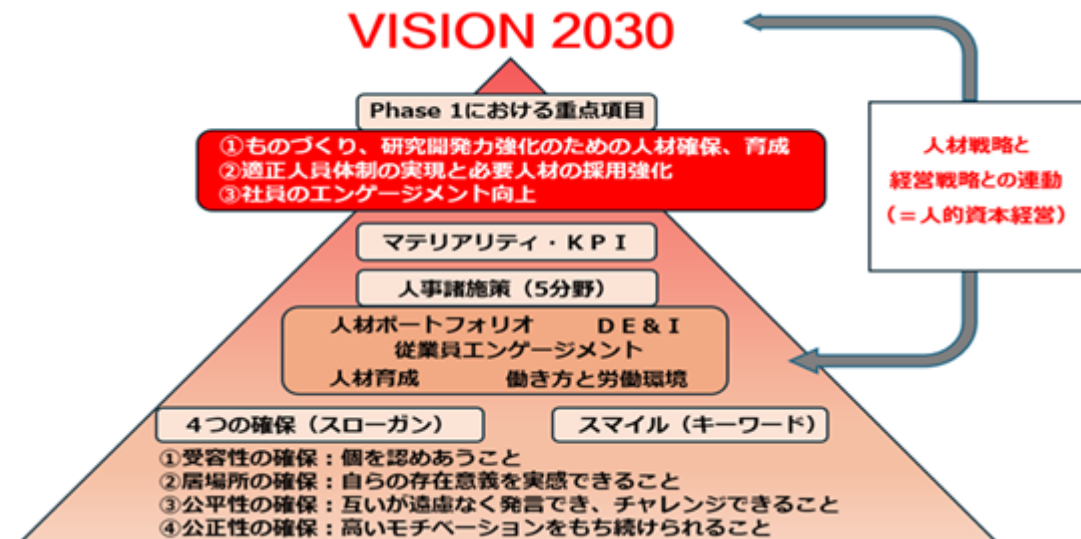 VISION 2030
Phase 1における重点項目
①ものづくり、研究開発力強化のための人材確保、育成
②適正人員体制の実現と必要人材の採用強化
③社員のエンゲージメント向上
人材戦略と
経営戦略との連動
（＝人的資本経営）
マテリアリティ・ＫＰＩ
人事諸施策（5分野）
人材ポートフォリオ　ＤＥ＆Ｉ
従業員エンゲージメント
人材育成　働き方と労働環境
４つの確保（スローガン）
スマイル（キーワード）
①受容性の確保：個を認めあうこと
②居場所の確保：自らの存在意義を実感できること
③公平性の確保：互いが遠慮なく発言でき、チャレンジできること
④公正性の確保：高いモチベーションをもち続けられること